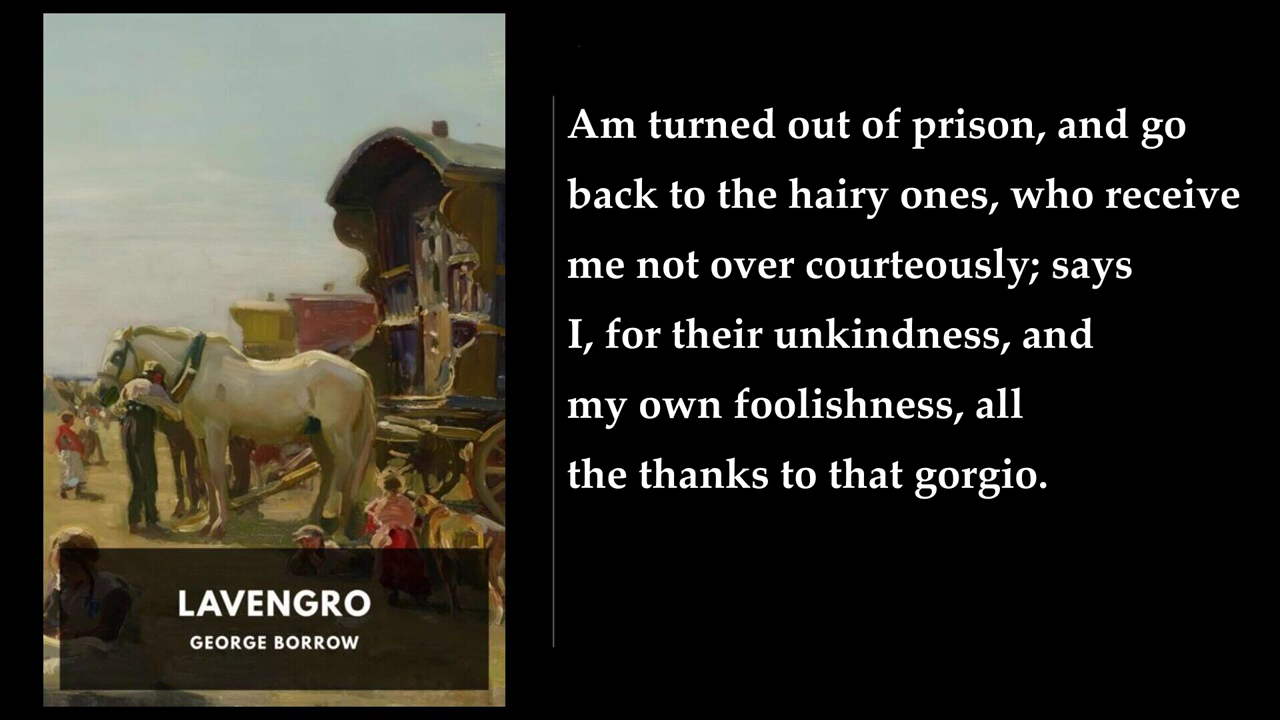 LAVENGRO
GEORGE BORROW
Am turned out of prison, and go
back to the hairy ones, who receive
me not over courteously; says
I, for their unkindness, and
my own foolishness, all
the thanks to that gorgio.